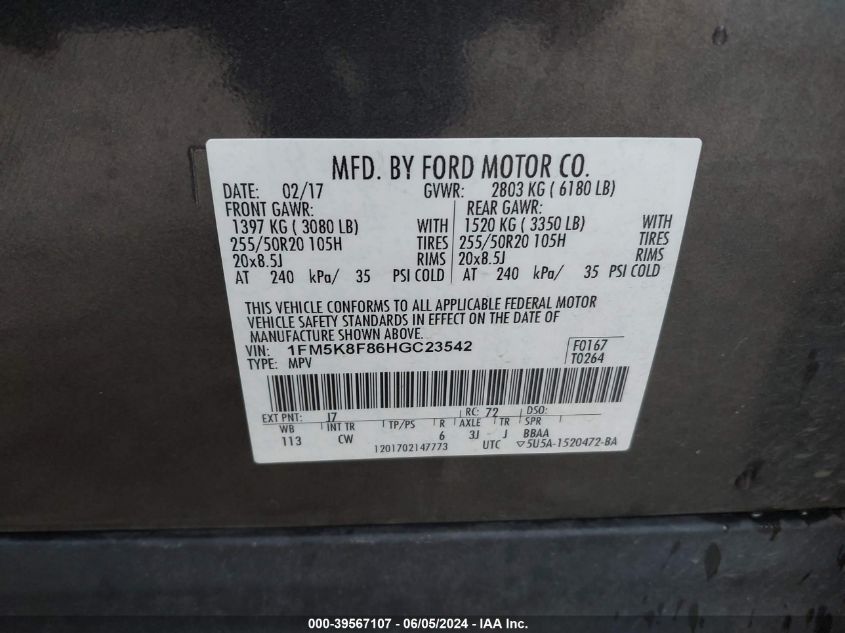 MFD. BY FORD MOTOR CO.
DATE: 02/17 GVWR: 2803 KG ( 6180 LB)
FRONT GAWR: REAR GAWR:
1397 KG ( 3080 LB) WITH 1520 KG ( 3350 LB) WITH
255/50R20 105H TIRES 255/50R20 105H TIRES
20x8.5J RIMS 20x8.5J RIMS
AT 240 kPa/ 35 PSI COLD AT 240 kPa/ 35 PSI COLD
THIS VEHICLE CONFORMS TO ALL APPLICABLE FEDERAL MOTOR
VEHICLE SAFETY STANDARDS IN EFFECT ON THE DATE OF
MANUFACTURE SHOWN ABOVE.
VIN: 1FM5K8F86HGC23542 F0167
TYPE: MPV T0264
EXT PNT: J7 RC: 72 DSO:
WB INT TR TP/PS R AXLE TR SPR
113 CW 6 3J J BBAA
1201702147773 UTC ▽5U5A-1520472-BA
000-39567107 - 06/05/2024 - IAA Inc.